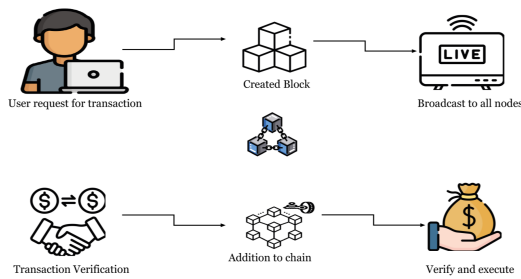 LIVE
User request for transaction
Created Block
Broadcast to all nodes
$ $
$
Transaction Verification
Addition to chain
Verify and execute